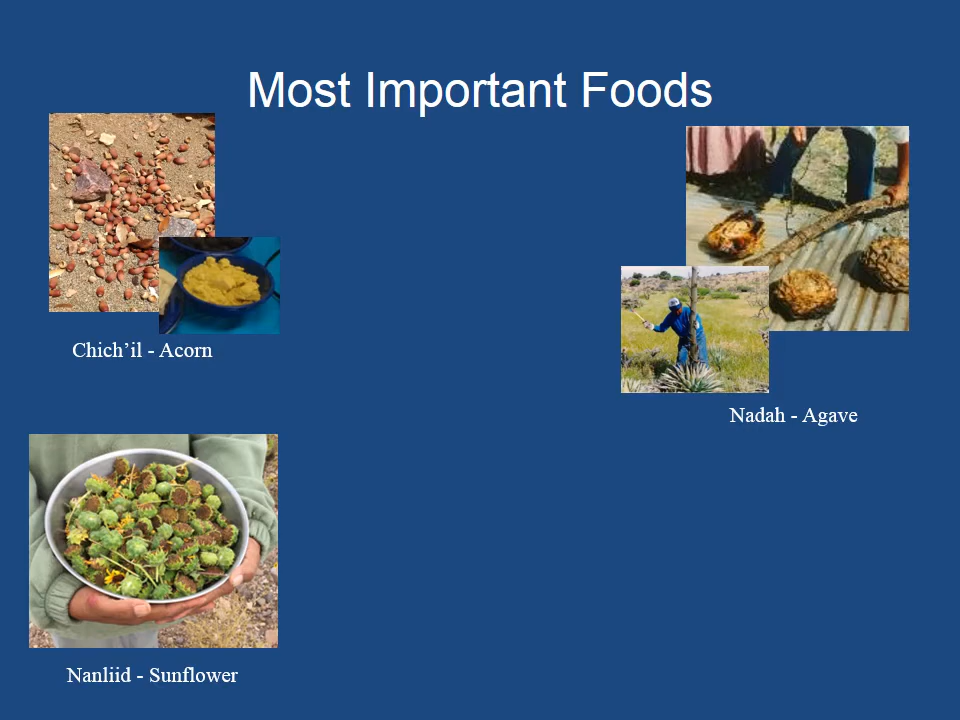 Most Important Foods
Chich’il - Acorn
Nadah - Agave
Nanliid - Sunflower